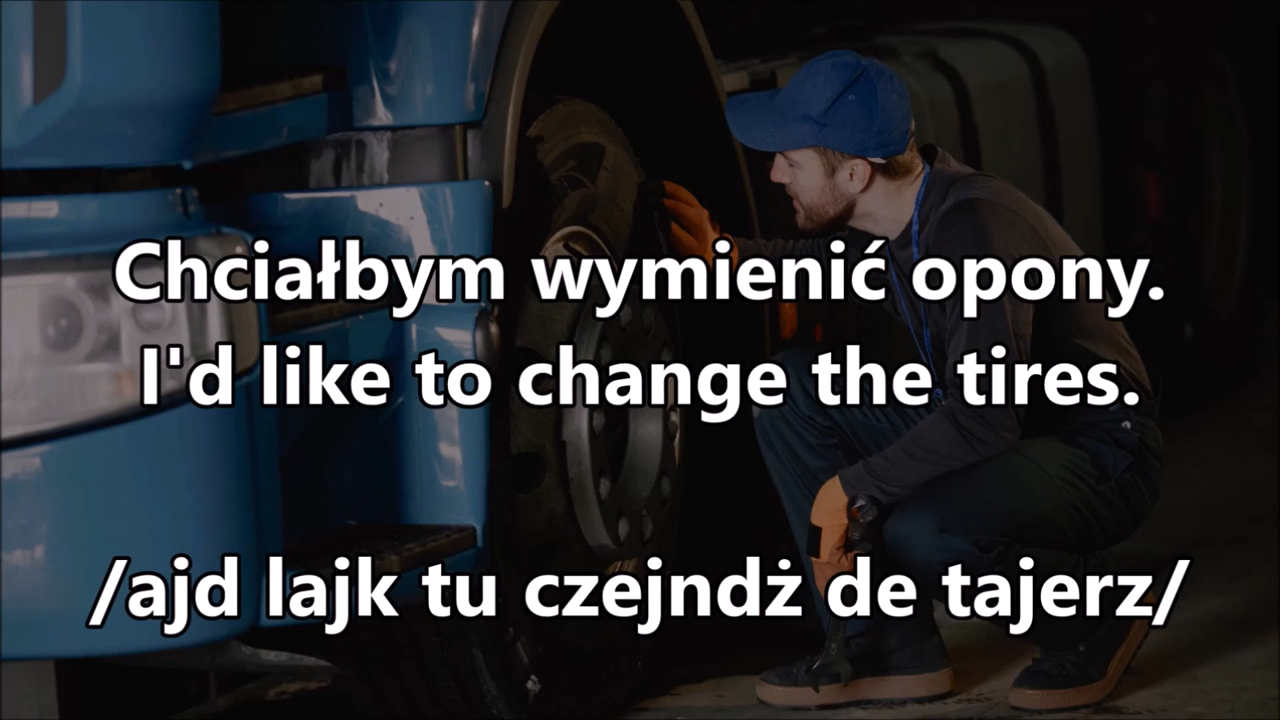 Chciałbym wymienić opony.
I'd like to change the tires.
/ajd lajk tu czejndż de tajerz/